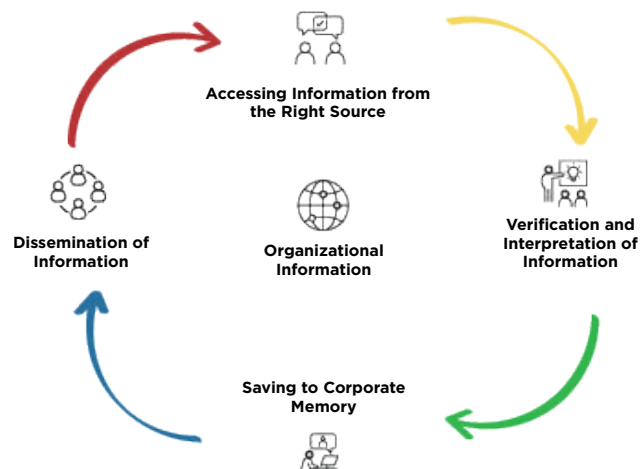 Accessing Information from
the Right Source
Dissemination of
Information
Organizational
Information
Verification and
Interpretation of
Information
Saving to Corporate
Memory